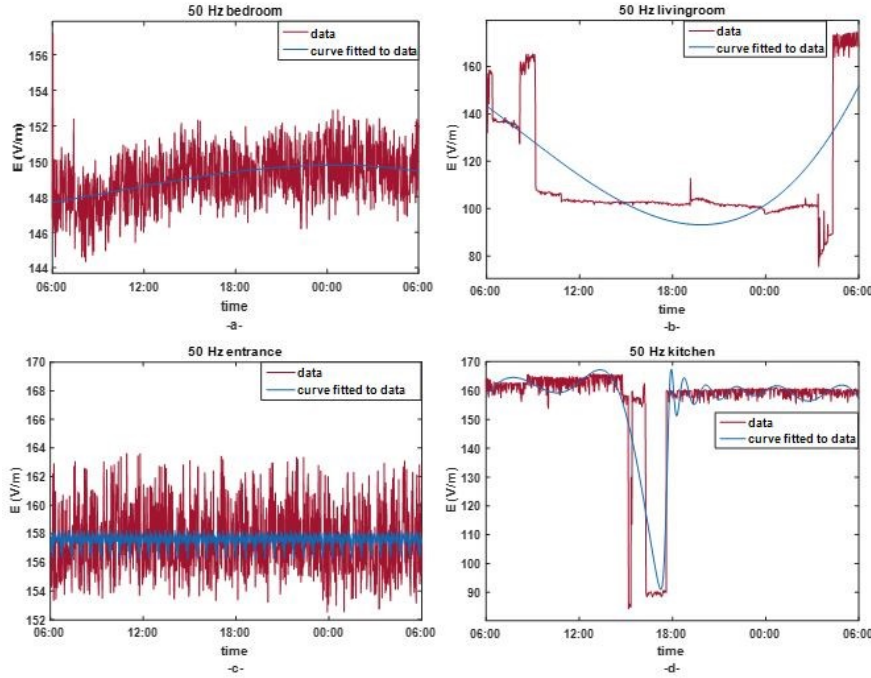 50 Hz bedroom
data
curve fitted to data
156
154
152
150
148
146
144
E (V/m)
06:00 12:00 18:00 00:00 06:00
time
-a-
50 Hz livingroom
data
curve fitted to data
160
140
120
100
80
E (V/m)
06:00 12:00 18:00 00:00 06:00
time
-b-
50 Hz entrance
data
curve fitted to data
170
168
166
164
162
160
158
156
154
152
E (V/m)
06:00 12:00 18:00 00:00 06:00
time
-c-
50 Hz kitchen
data
curve fitted to data
170
160
150
140
130
120
110
100
90
E (V/m)
06:00 12:00 18:00 00:00 06:00
time
-d-